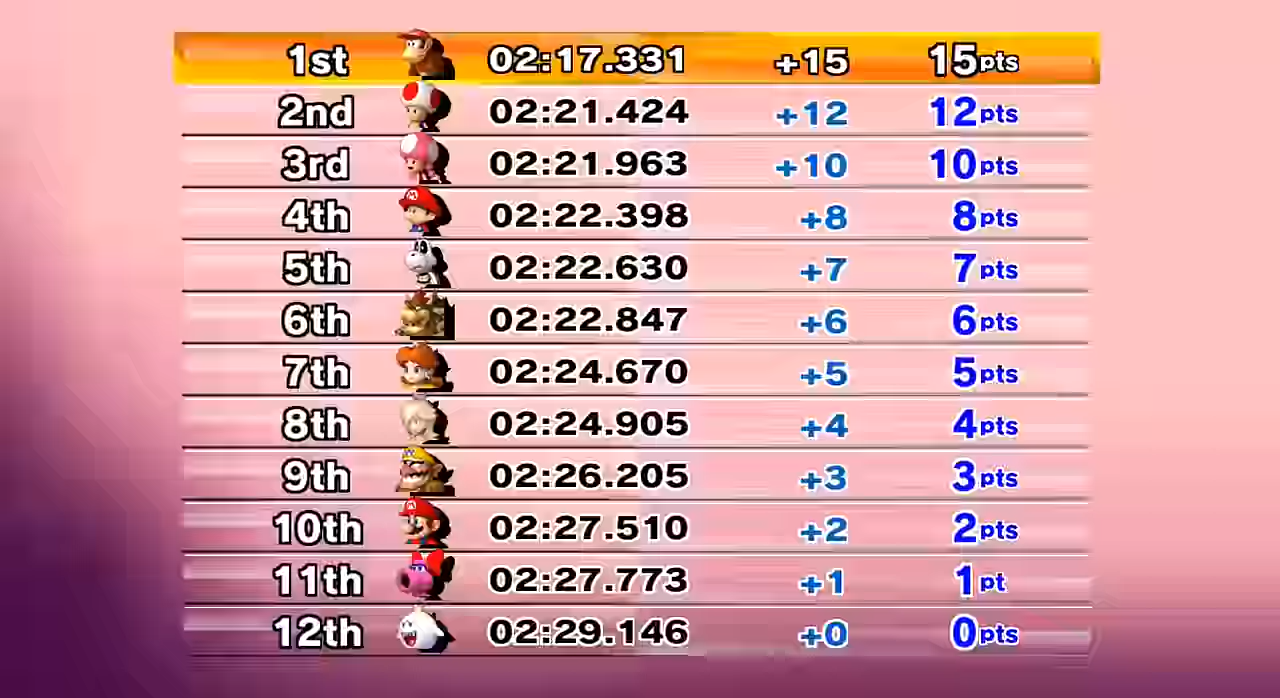 1st 02:17.331 +15 15pts
2nd 02:21.424 +12 12pts
3rd 02:21.963 +10 10pts
4th 02:22.398 +8 8pts
5th 02:22.630 +7 7pts
6th 02:22.847 +6 6pts
7th 02:24.670 +5 5pts
8th 02:24.905 +4 4pts
9th 02:26.205 +3 3pts
10th 02:27.510 +2 2pts
11th 02:27.773 +1 1pt
12th 02:29.146 +0 0pts